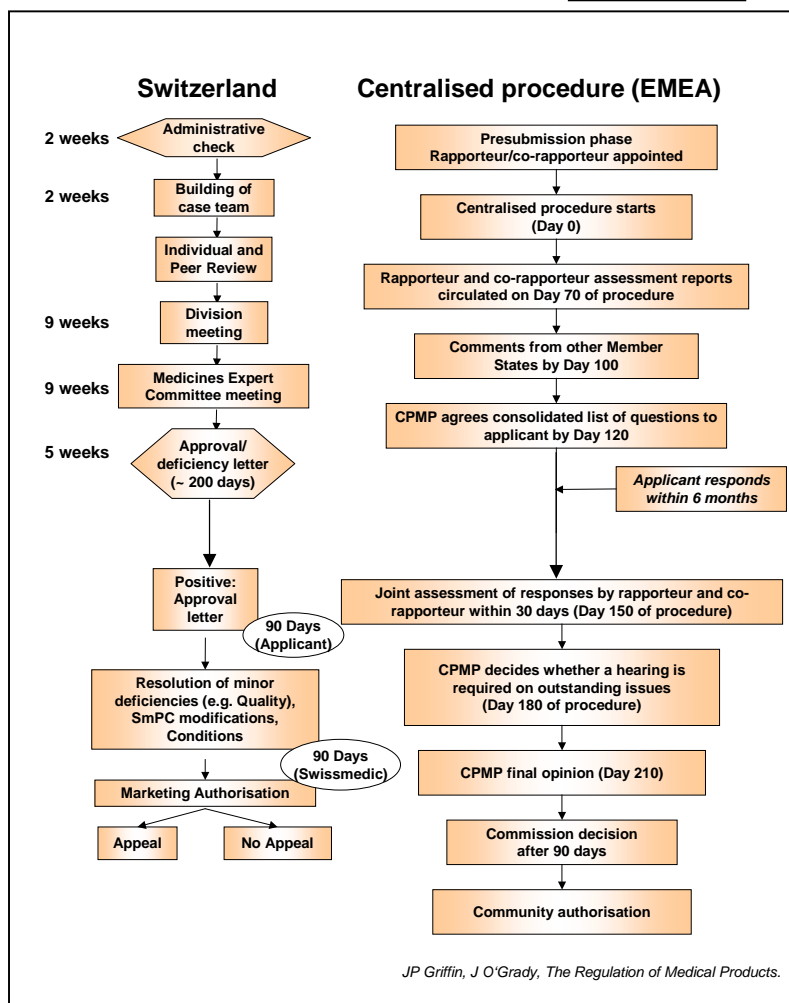 Switzerland
2 weeks
Administrative
check
2 weeks
Building of
case team
Individual and
Peer Review
9 weeks
Division
meeting
9 weeks
Medicines Expert
Committee meeting
5 weeks
Approval/
deficiency letter
(~ 200 days)
Positive:
Approval
letter
90 Days
(Applicant)
Resolution of minor
deficiencies (e.g. Quality),
SmPC modifications,
Conditions
90 Days
(Swissmedic)
Marketing Authorisation
Appeal
No Appeal
Centralised procedure (EMEA)
Presubmission phase
Rapporteur/co-rapporteur appointed
Centralised procedure starts
(Day 0)
Rapporteur and co-rapporteur assessment reports
circulated on Day 70 of procedure
Comments from other Member
States by Day 100
CPMP agrees consolidated list of questions to
applicant by Day 120
Applicant responds
within 6 months
Joint assessment of responses by rapporteur and co-
rapporteur within 30 days (Day 150 of procedure)
CPMP decides whether a hearing is
required on outstanding issues
(Day 180 of procedure)
CPMP final opinion (Day 210)
Commission decision
after 90 days
Community authorisation
JP Griffin, J O‘Grady, The Regulation of Medical Products.